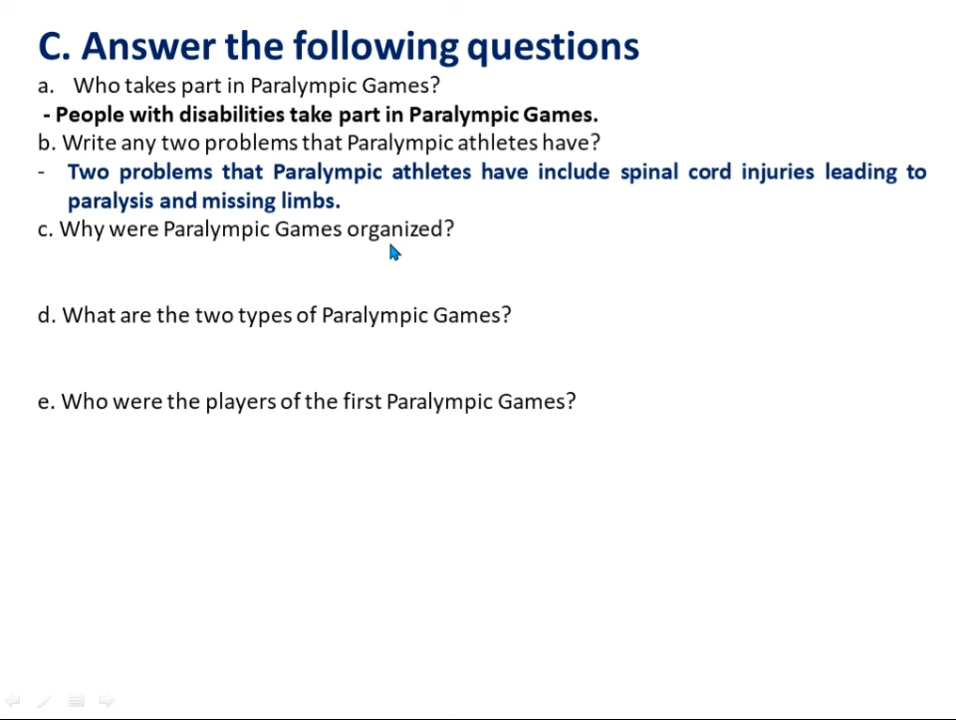 C. Answer the following questions
a. Who takes part in Paralympic Games?
- People with disabilities take part in Paralympic Games.
b. Write any two problems that Paralympic athletes have?
- Two problems that Paralympic athletes have include spinal cord injuries leading to
paralysis and missing limbs.
c. Why were Paralympic Games organized?
d. What are the two types of Paralympic Games?
e. Who were the players of the first Paralympic Games?